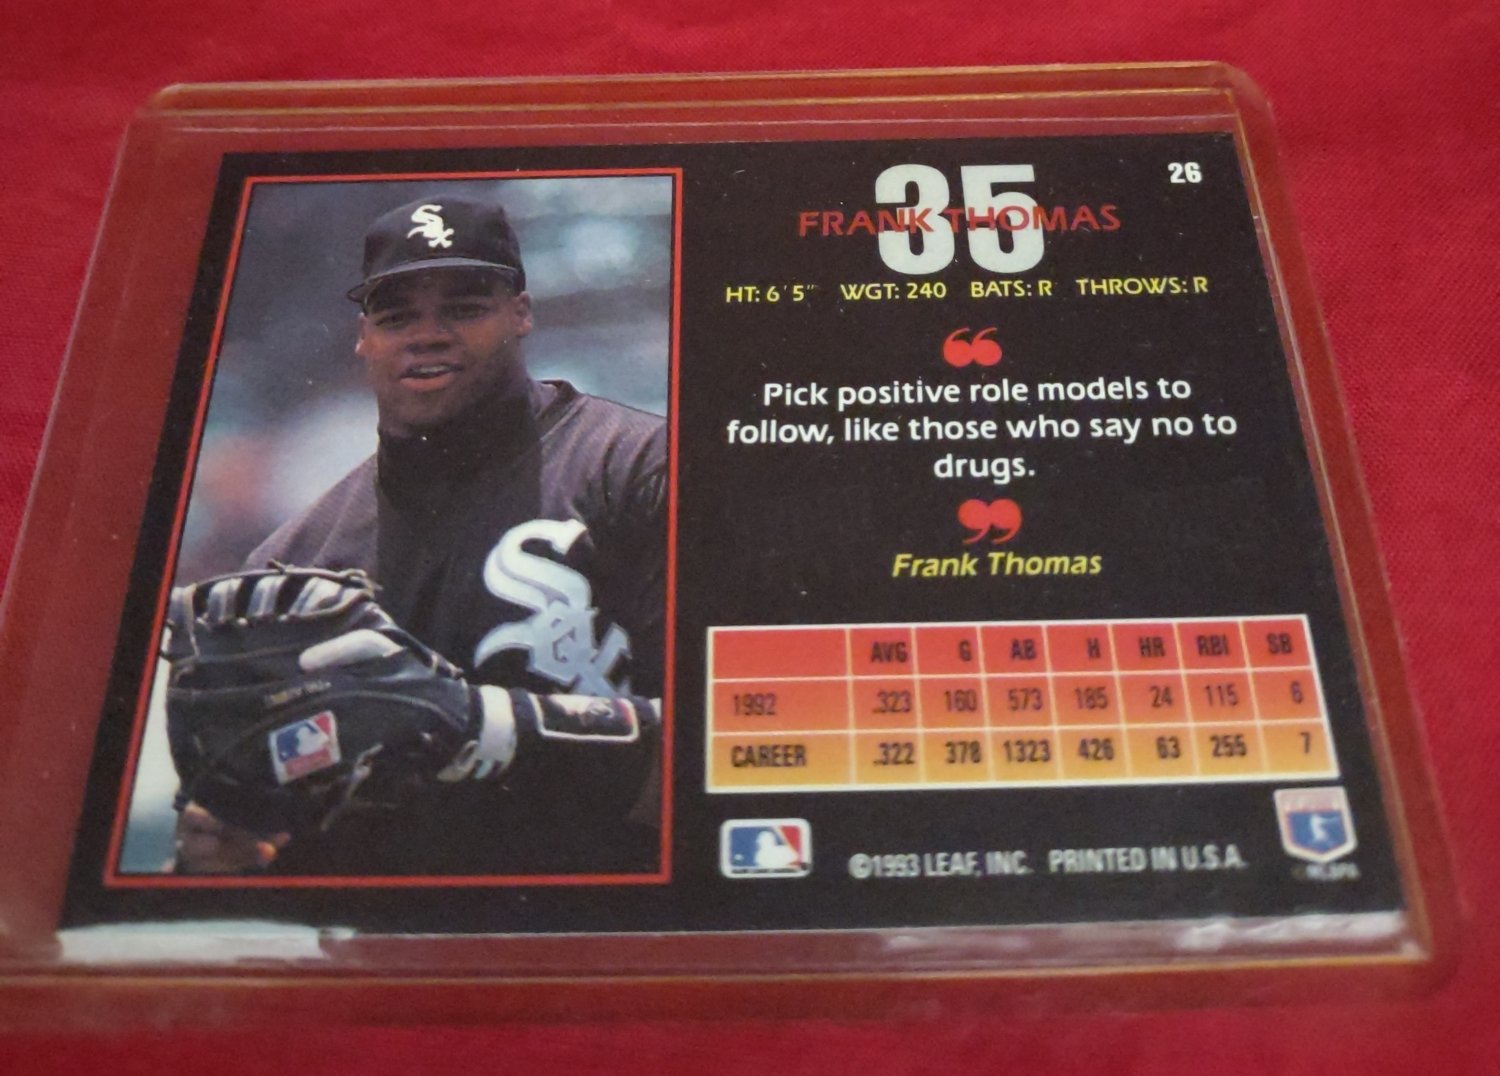 Sox
Sox
26
35
FRANK THOMAS
HT: 6'5" WGT: 240 BATS: R THROWS: R
“
Pick positive role models to
follow, like those who say no to
drugs.
”
Frank Thomas
AVG G AB H HR RBI SB
1992 .323 160 573 185 24 115 6
CAREER .322 378 1323 426 63 255 7
©1993 LEAF, INC. PRINTED IN U.S.A.